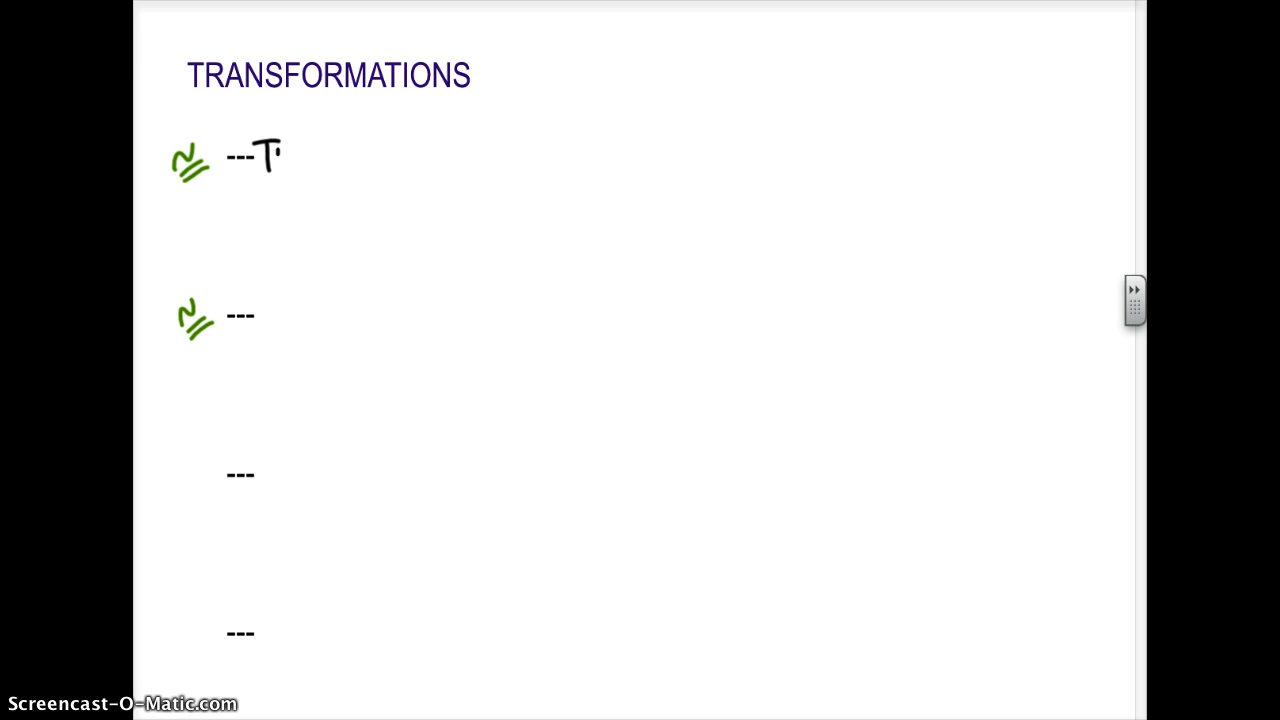 TRANSFORMATIONS
≅ ---T
≅ ---
---
---
Screencast-O-Matic.com